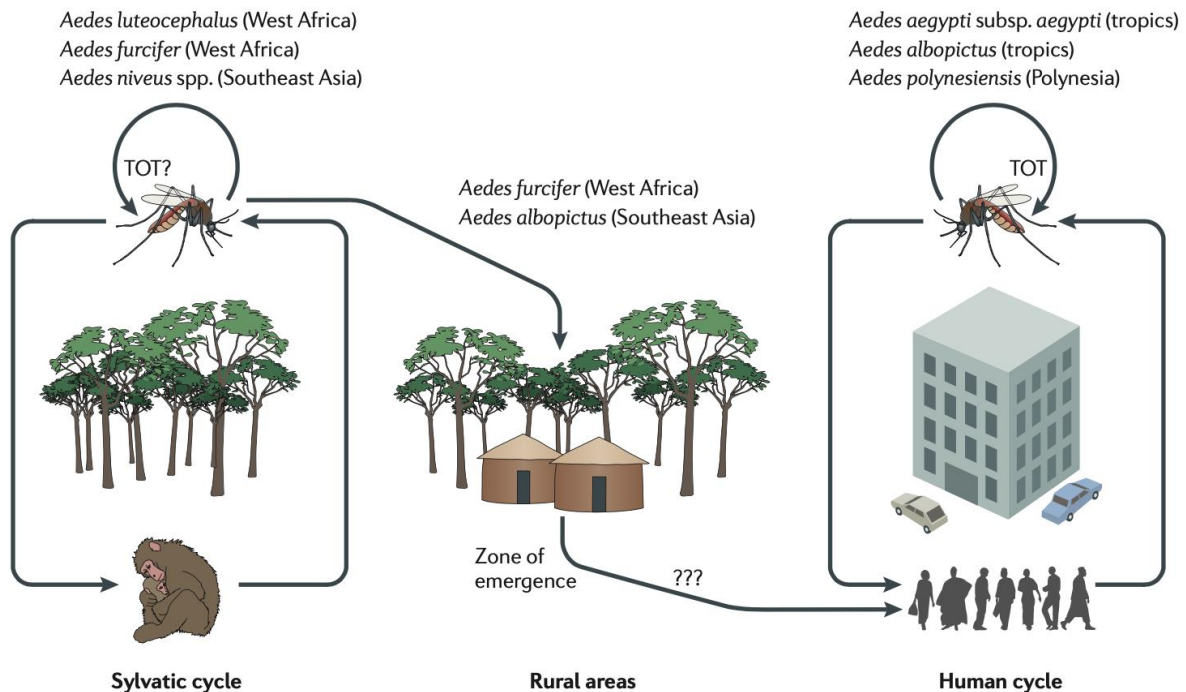 Aedes luteocephalus (West Africa)
Aedes furcifer (West Africa)
Aedes niveus spp. (Southeast Asia)
TOT?
Aedes furcifer (West Africa)
Aedes albopictus (Southeast Asia)
Aedes aegypti subsp. aegypti (tropics)
Aedes albopictus (tropics)
Aedes polynesiensis (Polynesia)
TOT
Zone of
emergence
???
Sylvatic cycle
Rural areas
Human cycle